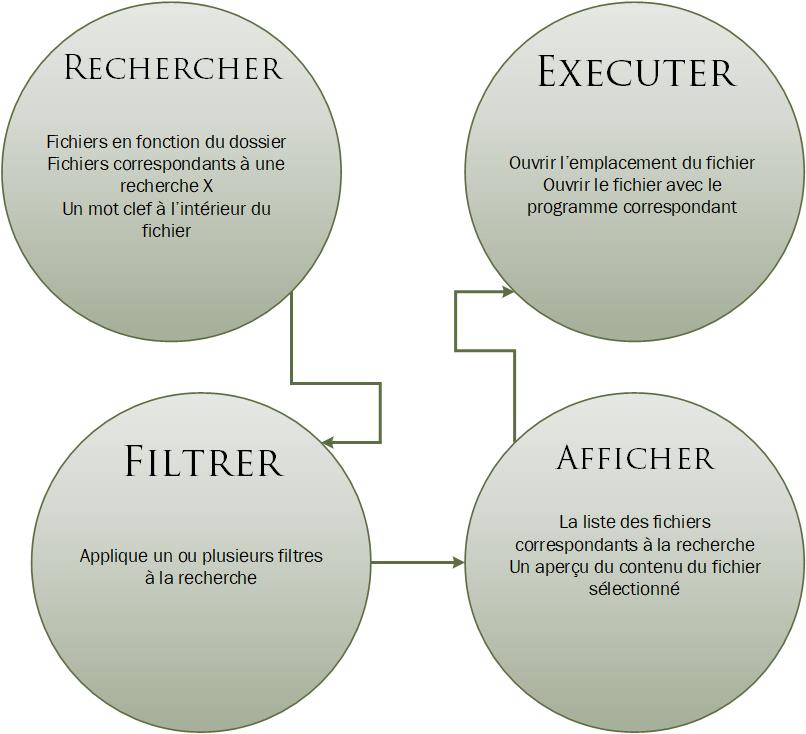 RECHERCHER
Fichiers en fonction du dossier
Fichiers correspondants à une
recherche X
Un mot clef à l'intérieur du
fichier
FILTRER
Applique un ou plusieurs filtres
à la recherche
AFFICHER
La liste des fichiers
correspondants à la recherche
Un aperçu du contenu du fichier
sélectionné
EXECUTER
Ouvrir l'emplacement du fichier
Ouvrir le fichier avec le
programme correspondant